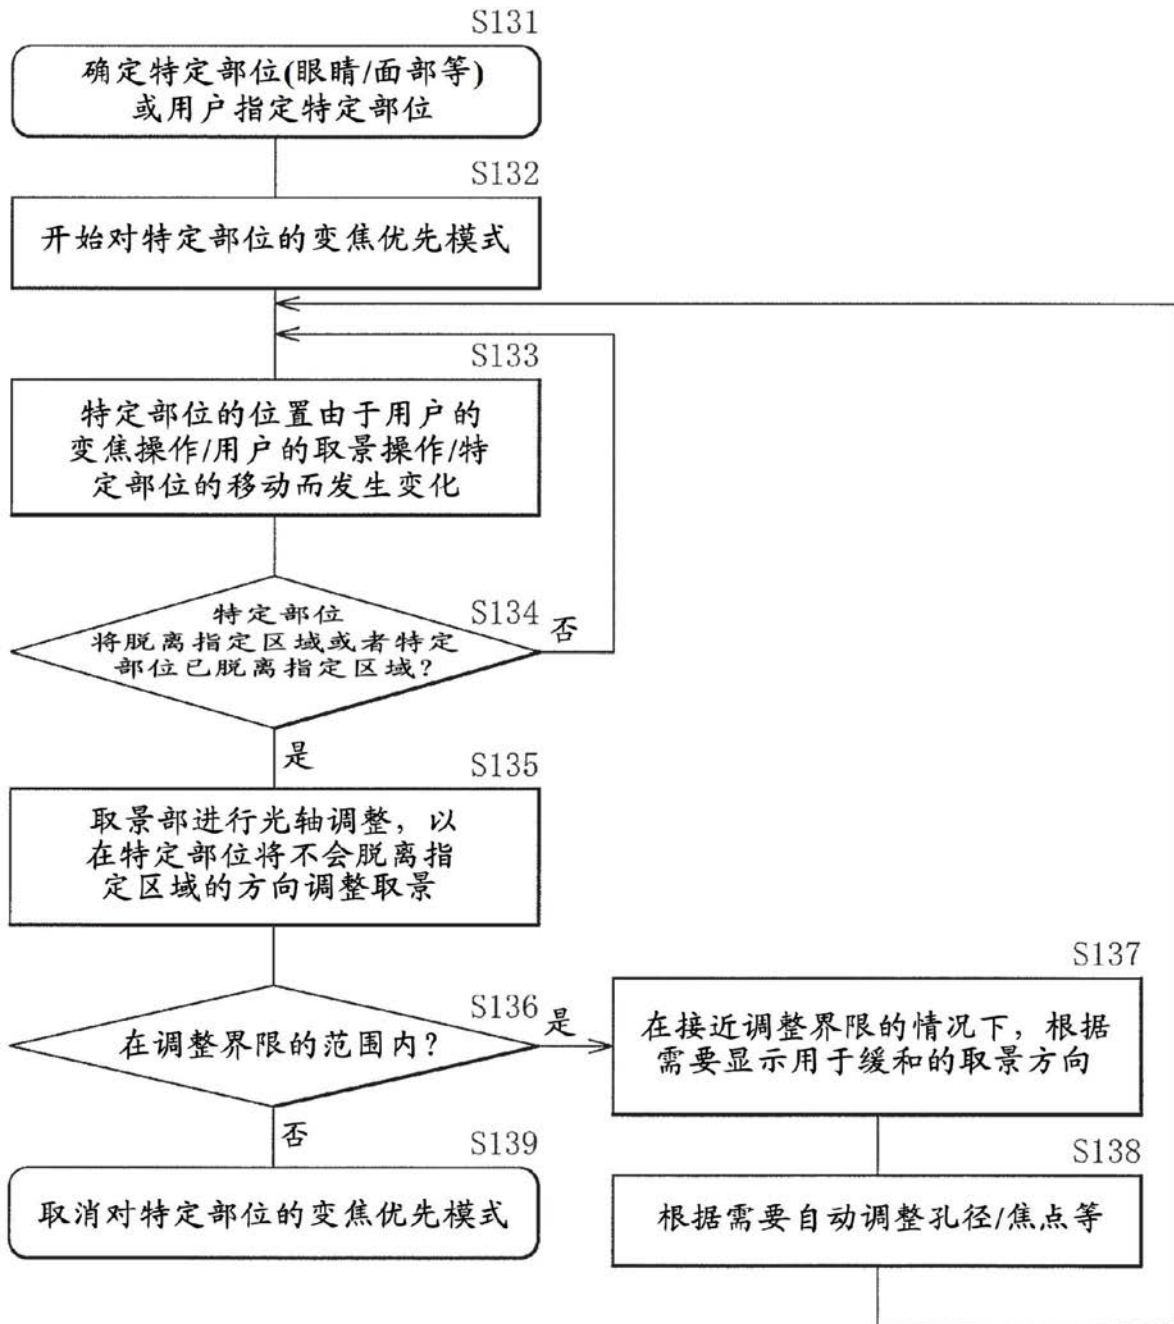 S131
确定特定部位(眼睛/面部等)
或用户指定特定部位
S132
开始对特定部位的变焦优先模式
S133
特定部位的位置由于用户的
变焦操作/用户的取景操作/特
定部位的移动而发生变化
S134
特定部位
将脱离指定区域或者特定
部位已脱离指定区域?
否
是
S135
取景部进行光轴调整，以
在特定部位将不会脱离指
定区域的方向调整取景
S136
在调整界限的范围内?
是
S137
在接近调整界限的情况下，根据
需要显示用于缓和的取景方向
否
S139
取消对特定部位的变焦优先模式
S138
根据需要自动调整孔径/焦点等